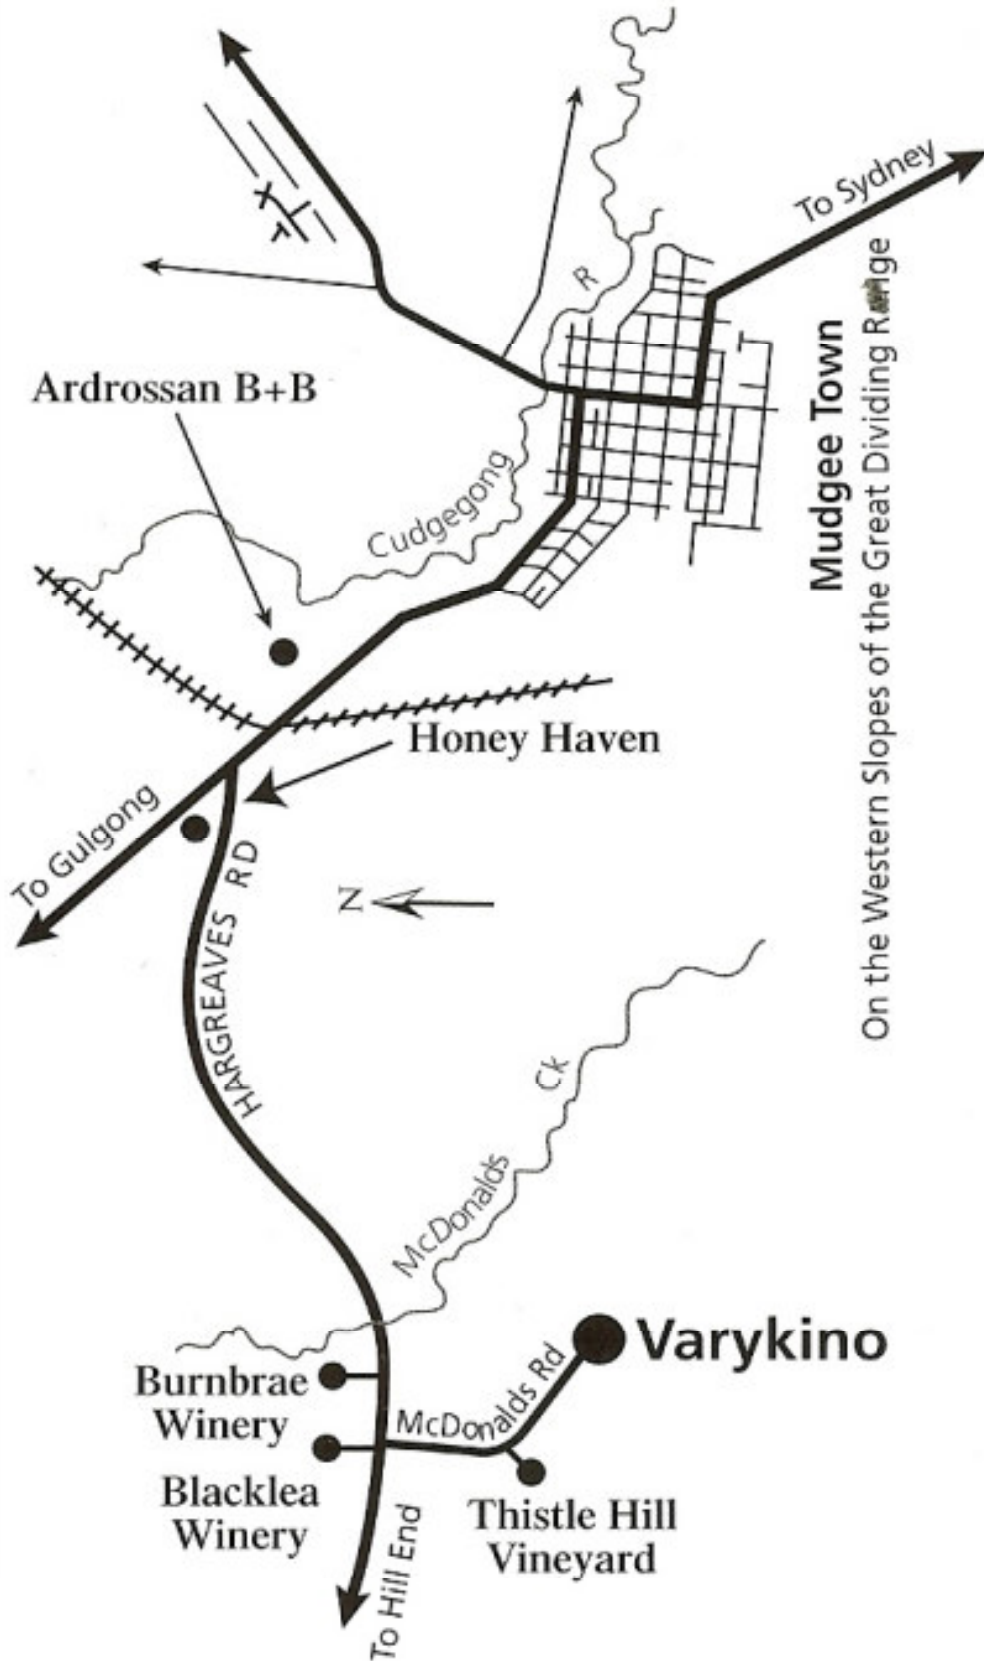 To Sydney
R
Ardrossan B+B
Mudgee Town
On the Western Slopes of the Great Dividing Range
Cudgegong
Honey Haven
To Gulgong
HARGREAVES RD
N
Ck
McDonalds
Varykino
Burnbrae
Winery
McDonalds Rd
Blacklea
Winery
Thistle Hill
Vineyard
To Hill End